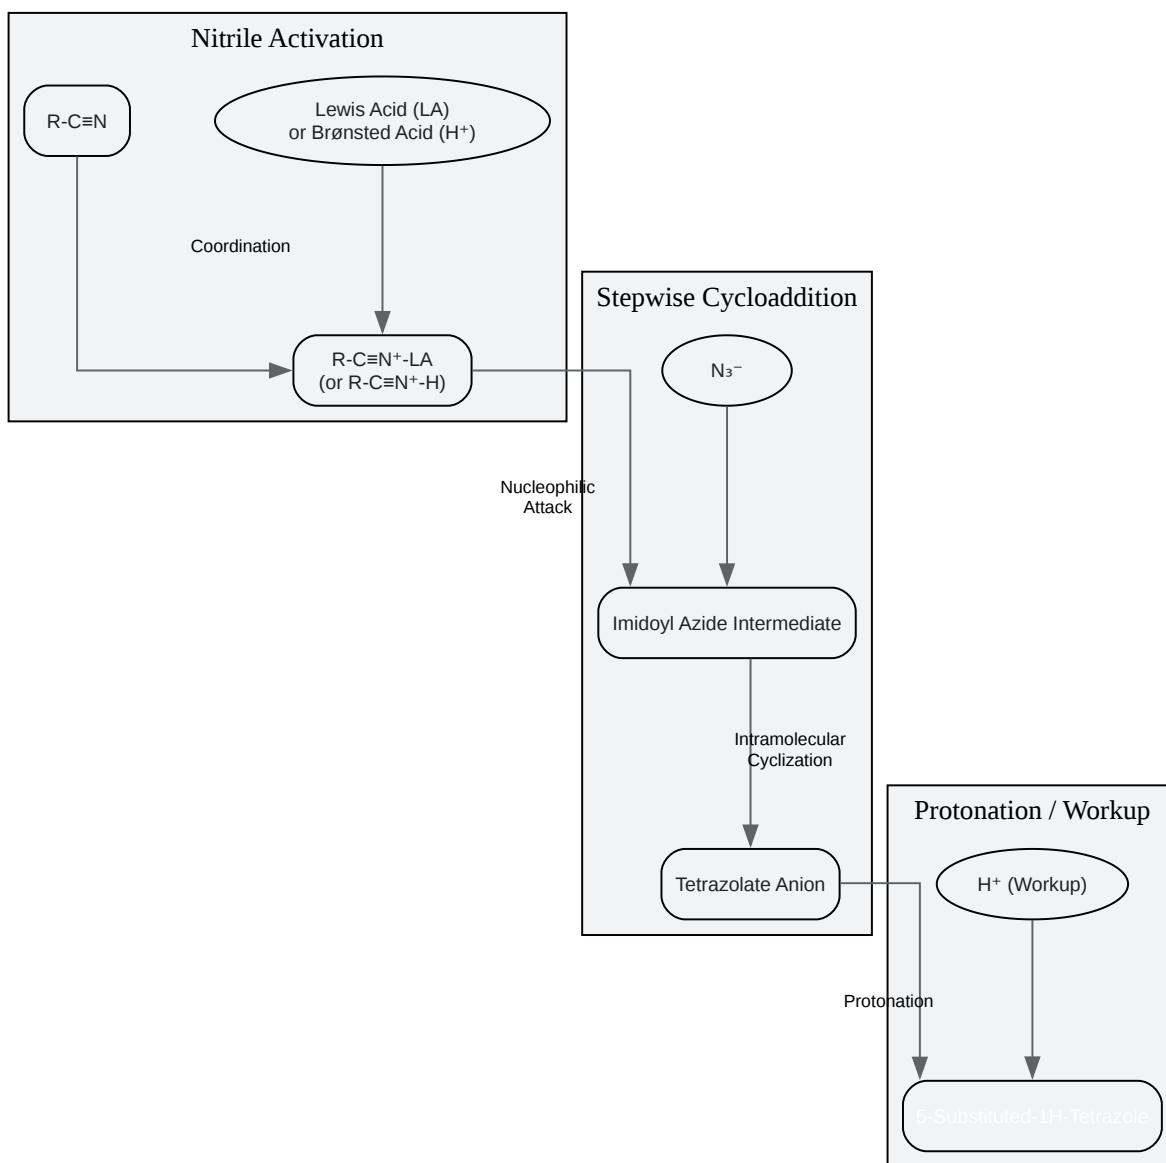 Nitrile Activation
R-C≡N
Lewis Acid (LA)
or Brønsted Acid (H⁺)
Coordination
R-C≡N⁺-LA
(or R-C≡N⁺-H)
Stepwise Cycloaddition
N₃⁻
Nucleophilic
Attack
Imidoyl Azide Intermediate
Intramolecular
Cyclization
Tetrazolate Anion
Protonation / Workup
H⁺ (Workup)
Protonation
5-Substituted-1H-Tetrazole